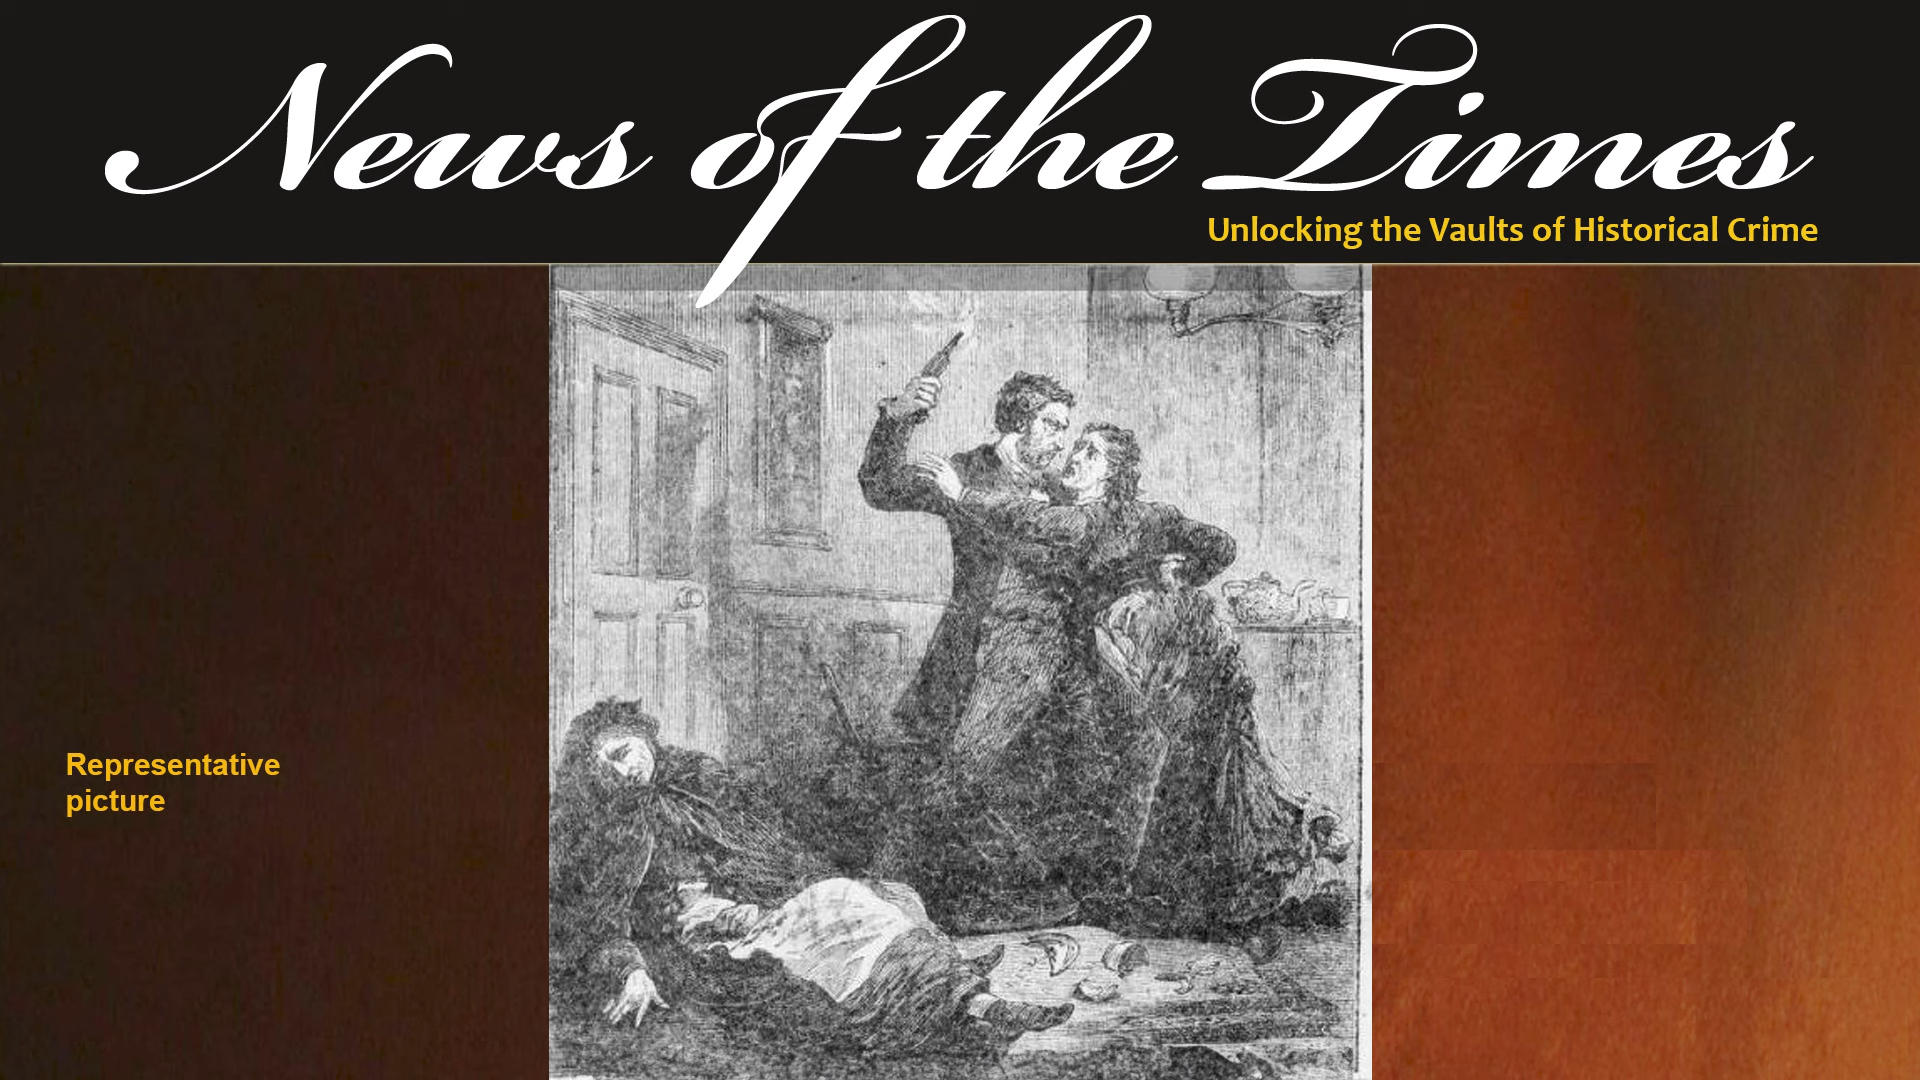 News of the Times
Unlocking the Vaults of Historical Crime
Representative
picture